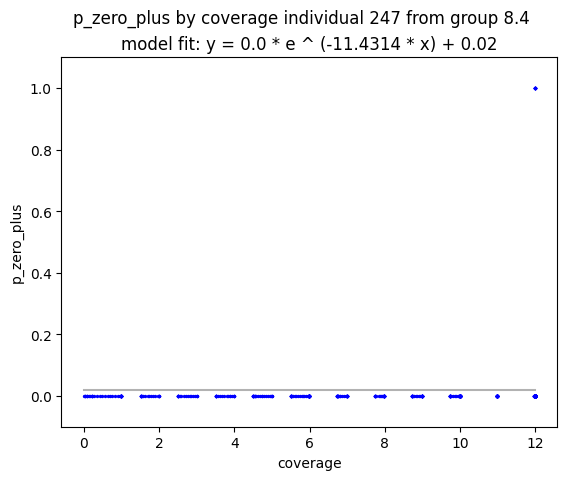 p_zero_plus by coverage individual 247 from group 8.4
model fit: y = 0.0 * e ^ (-11.4314 * x) + 0.02
1.0
0.8
0.6
0.4
0.2
0.0
p_zero_plus
0 2 4 6 8 10 12
coverage